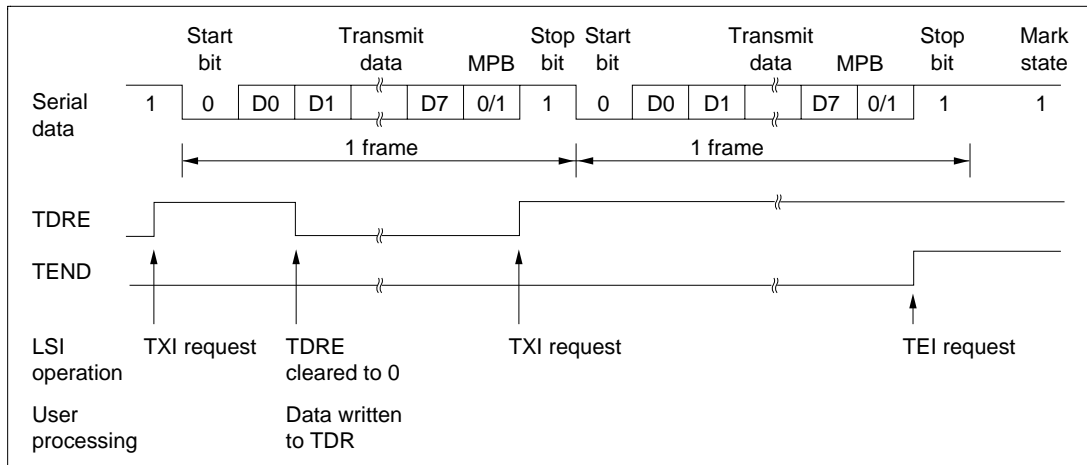 Start bit
Transmit data
MPB
Stop bit
Start bit
Transmit data
MPB
Stop bit
Mark state
Serial data
1 0 D0 D1 D7 0/1 1 0 D0 D1 D7 0/1 1 1
1 frame 1 frame
TDRE
TEND
LSI operation
TXI request
TDRE cleared to 0
TXI request
TEI request
User processing
Data written to TDR